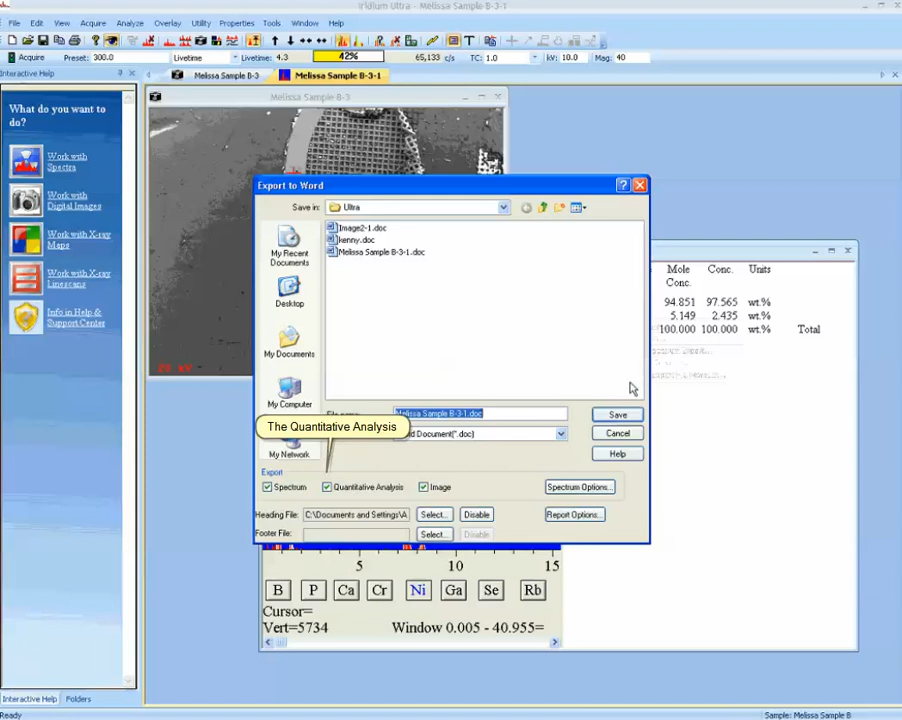 Iridium Ultra - Melissa Sample B-3-1
File Edit View Acquire Analyze Overlay Utility Properties Tools Window Help
Acquire Preset: 300.0 Livetime Livetime: 4.3 42% 65,133 c/s TC: 1.0 kV: 10.0 Mag: 40
Interactive Help
Melissa Sample B-3 Melissa Sample B-3-1
What do you want to
do?
Work with
Spectra
Work with
Digital Images
Work with X-ray
Maps
Work with X-ray
Linescans
Info in Help &
Support Center
Melissa Sample B-3
Export to Word
Save in: Ultra
Image2-1.doc
kenny.doc
Melissa Sample B-3-1.doc
My Recent
Documents
Desktop
My Documents
My Computer
My Network
Melissa Sample B-3-1.doc
Document(*.doc)
Save
Cancel
Help
The Quantitative Analysis
Export
Spectrum Quantitative Analysis Image Spectrum Options...
Heading File: C:\Documents and Settings\A Select... Disable Report Options...
Footer File: Select... Disable
Mole Conc. Units
Conc.
94.851 97.565 wt.%
5.149 2.435 wt.%
100.000 100.000 wt.% Total
5 10 15
B P Ca Cr Ni Ga Se Rb
Cursor=
Vert=5734 Window 0.005 - 40.955=
Interactive Help Folders
Ready Sample: Melissa Sample B